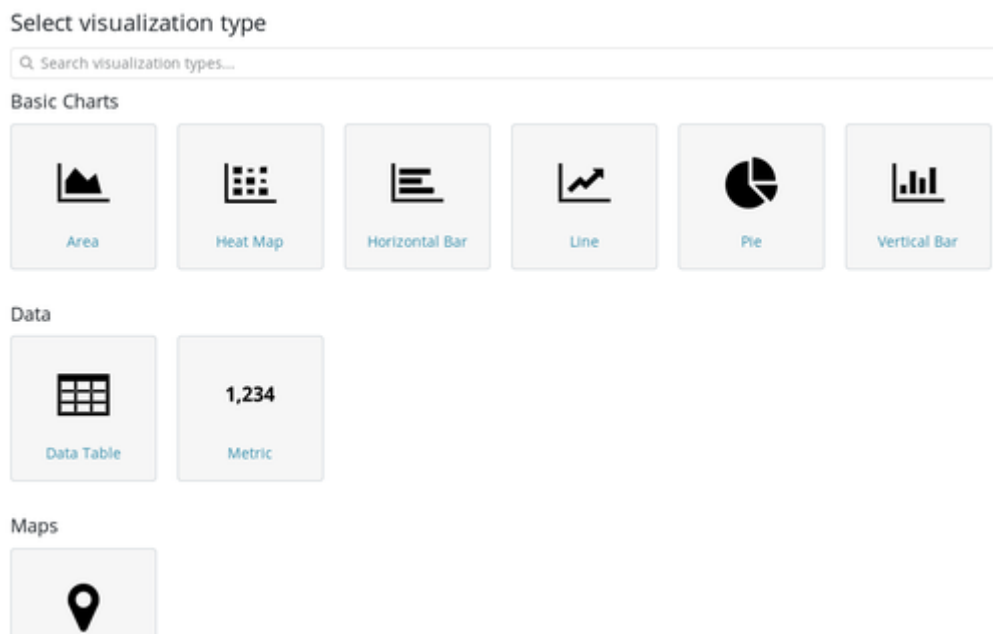 Select visualization type
Search visualization types...
Basic Charts
Area
Heat Map
Horizontal Bar
Line
Pie
Vertical Bar
Data
1,234
Data Table
Metric
Maps